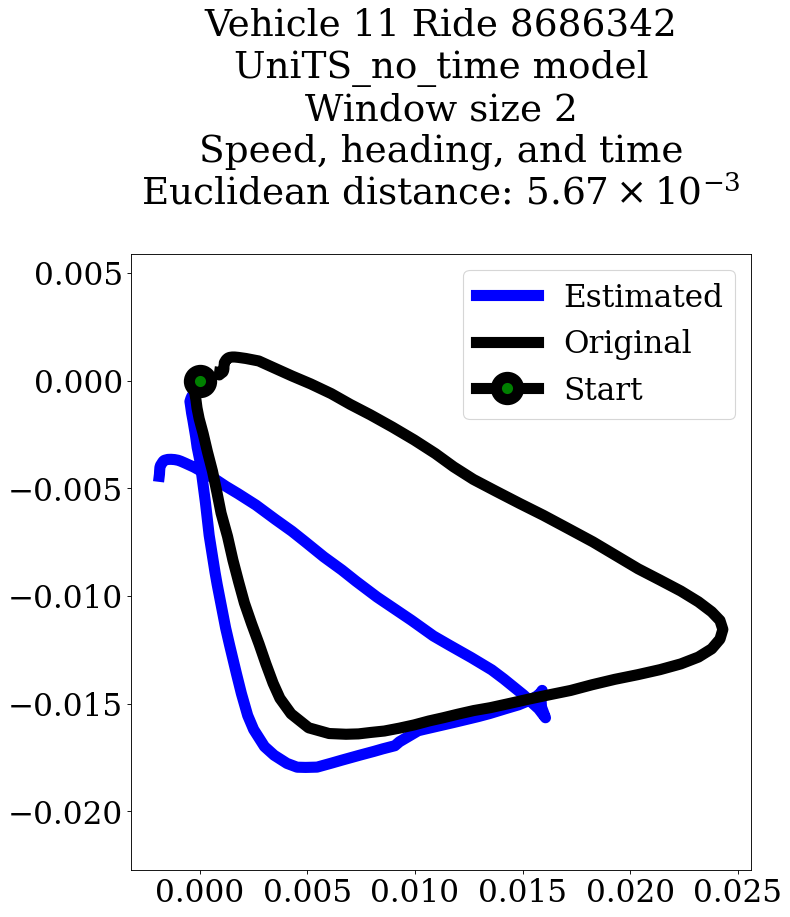 Vehicle 11 Ride 8686342
UniTS_no_time model
Window size 2
Speed, heading, and time
Euclidean distance: 5.67 × 10⁻³
Estimated
Original
Start
0.005
0.000
−0.005
−0.010
−0.015
−0.020
0.000 0.005 0.010 0.015 0.020 0.025